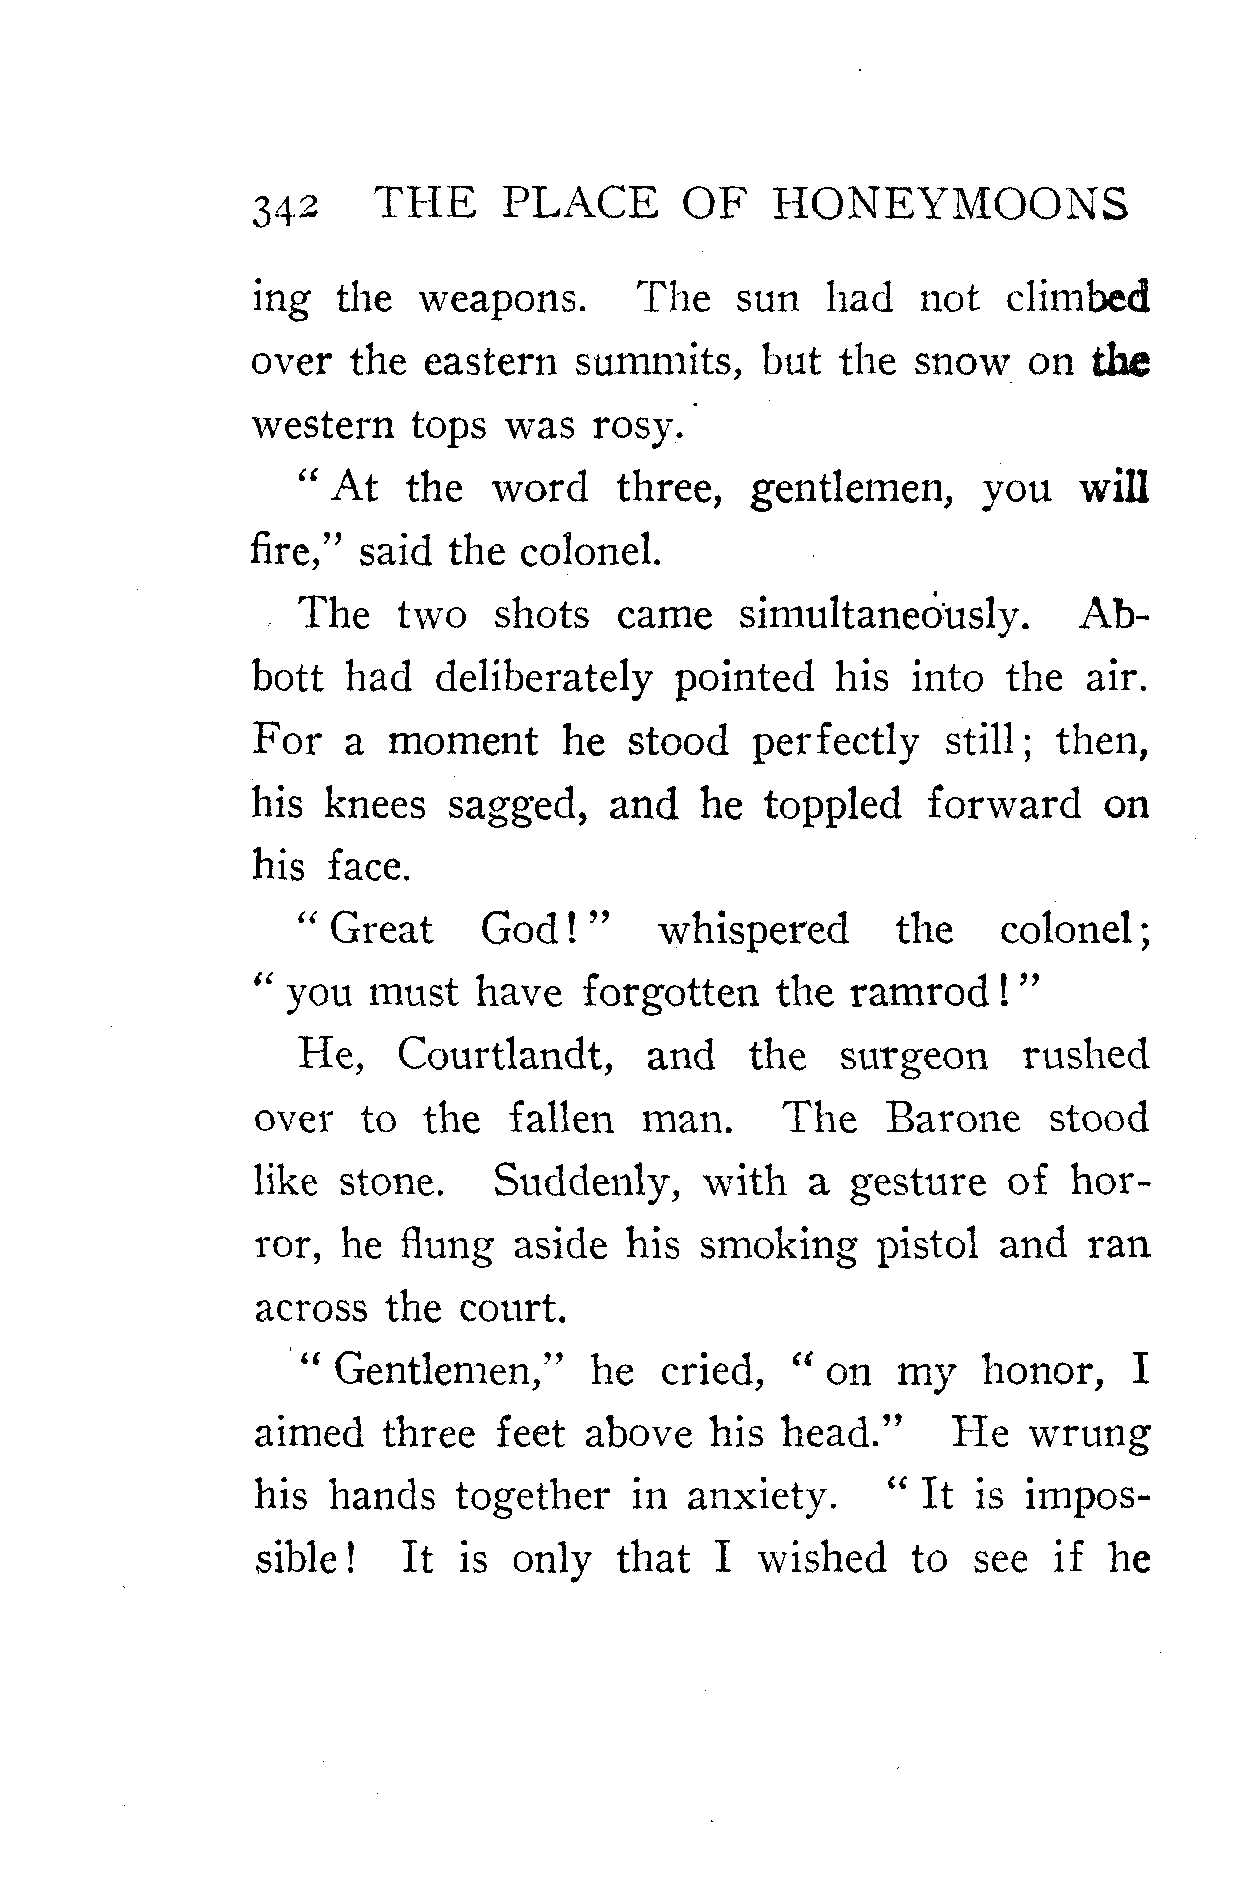 342 THE PLACE OF HONEYMOONS
ing the weapons. The sun had not climbed
over the eastern summits, but the snow on the
western tops was rosy.
“ At the word three, gentlemen, you will
fire,” said the colonel.
The two shots came simultaneously. Ab-
bott had deliberately pointed his into the air.
For a moment he stood perfectly still; then,
his knees sagged, and he toppled forward on
his face.
“ Great God! ” whispered the colonel;
“ you must have forgotten the ramrod! ”
He, Courtlandt, and the surgeon rushed
over to the fallen man. The Barone stood
like stone. Suddenly, with a gesture of hor-
ror, he flung aside his smoking pistol and ran
across the court.
“ Gentlemen,” he cried, “ on my honor, I
aimed three feet above his head.” He wrung
his hands together in anxiety. “ It is impos-
sible! It is only that I wished to see if he